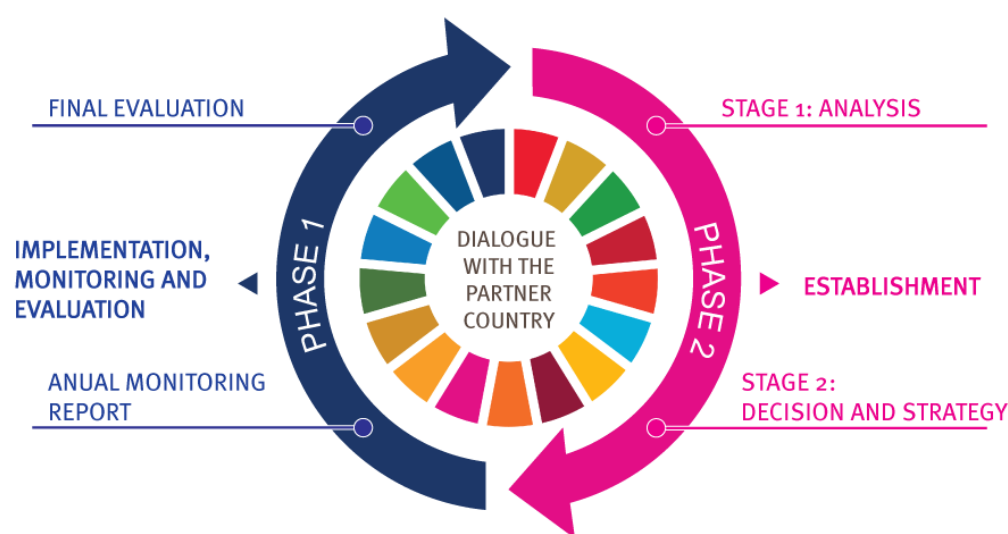 FINAL EVALUATION
IMPLEMENTATION,
MONITORING AND
EVALUATION
ANUAL MONITORING
REPORT
PHASE 1
DIALOGUE
WITH THE
PARTNER
COUNTRY
PHASE 2
STAGE 1: ANALYSIS
ESTABLISHMENT
STAGE 2:
DECISION AND STRATEGY